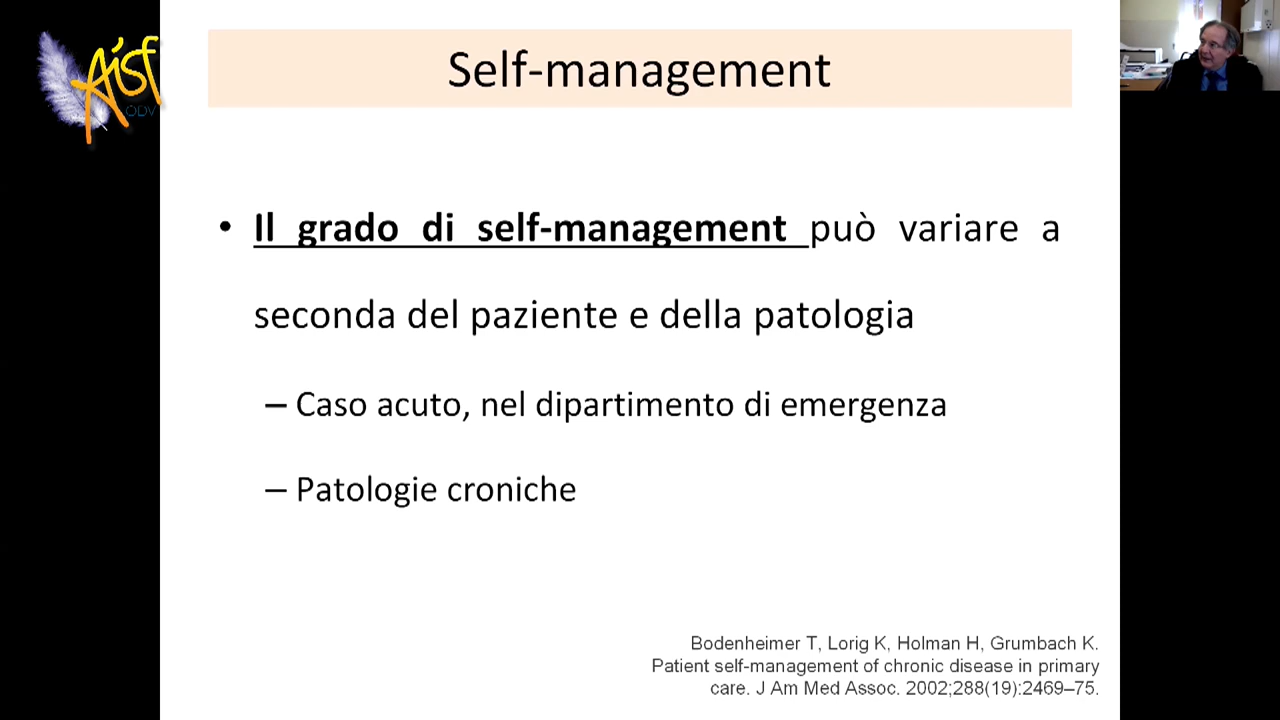 Aisf
ODV
Self-management
• Il grado di self-management può variare a
seconda del paziente e della patologia
– Caso acuto, nel dipartimento di emergenza
– Patologie croniche
Bodenheimer T, Lorig K, Holman H, Grumbach K.
Patient self-management of chronic disease in primary
care. J Am Med Assoc. 2002;288(19):2469–75.